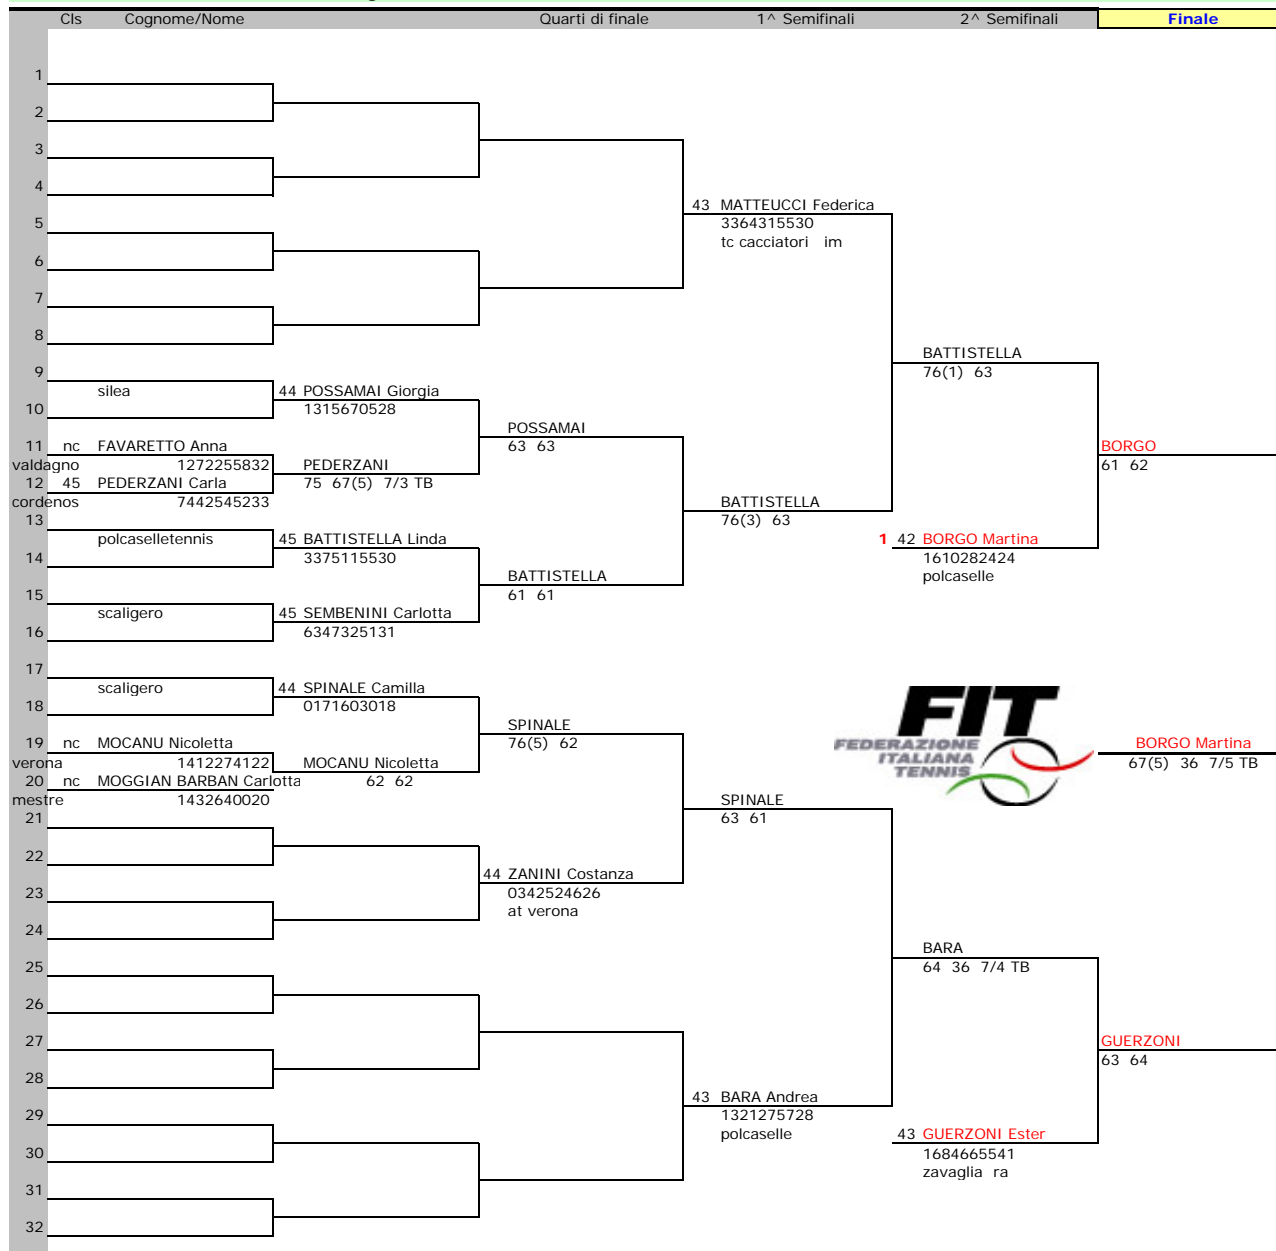 Cls Cognome/Nome Quarti di finale 1^ Semifinali 2^ Semifinali Finale
1
2
3
4
43 MATTEUCCI Federica
5
3364315530
tc cacciatori im
6
7
8
BATTISTELLA
9
76(1) 63
silea 44 POSSAMAI Giorgia
10
1315670528
POSSAMAI
11 nc FAVARETTO Anna
63 63
BORGO
valdagno 1272255832 PEDERZANI
61 62
12 45 PEDERZANI Carla
75 67(5) 7/3 TB
cordenos 7442545233
BATTISTELLA
13
76(3) 63
polcaselletennis 45 BATTISTELLA Linda
1 42 BORGO Martina
14
3375115530
1610282424
BATTISTELLA
polcaselle
15
61 61
scaligero 45 SEMBENINI Carlotta
16
6347325131
17
scaligero 44 SPINALE Camilla
18
0171603018
SPINALE
FIT
19 nc MOCANU Nicoletta
76(5) 62
FEDERAZIONE
ITALIANA
TENNIS
BORGO Martina
67(5) 36 7/5 TB
verona 1412274122 MOCANU Nicoletta
20 nc MOGGIAN BARBAN Carlotta 62 62
mestre 1432640020
SPINALE
21
63 61
22
44 ZANINI Costanza
23
0342524626
at verona
24
BARA
25
64 36 7/4 TB
26
27
GUERZONI
63 64
28
43 BARA Andrea
29
1321275728
polcaselle
43 GUERZONI Ester
30
1684665541
zavaglia ra
31
32